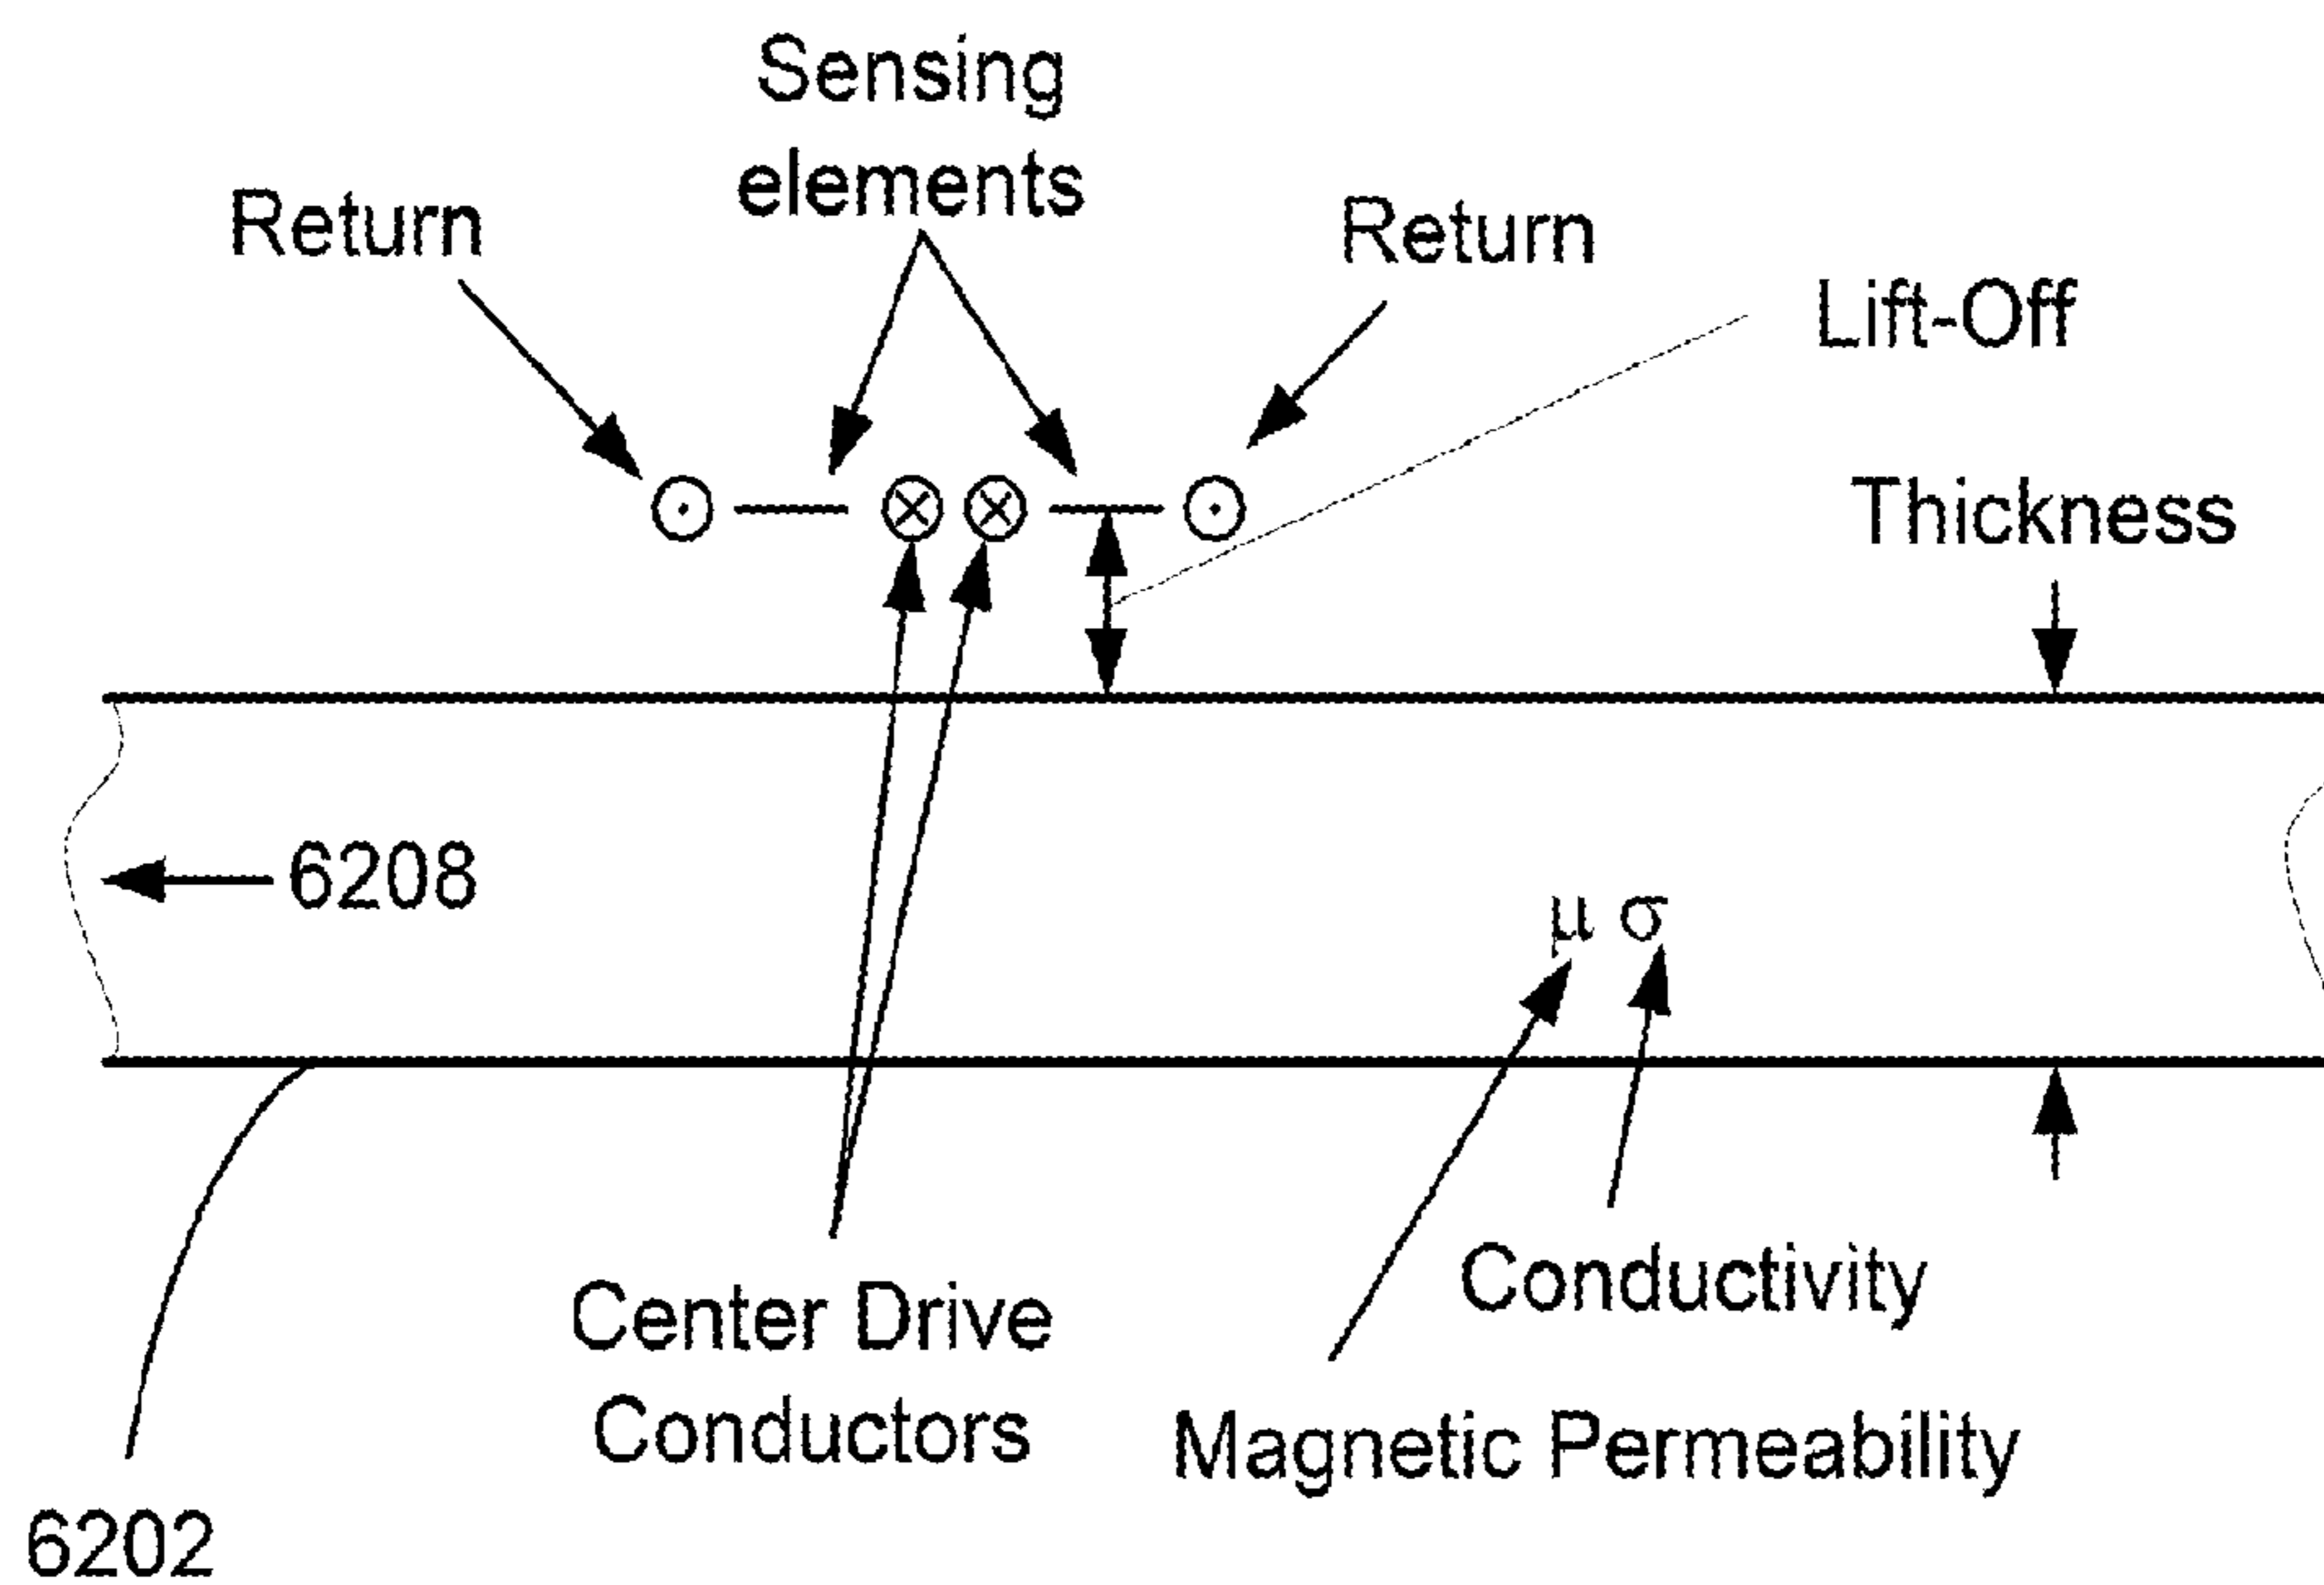 Sensing
elements
Return
Return
Lift-Off
Thickness
6208
μ σ
Center Drive
Conductors
Conductivity
Magnetic Permeability
6202